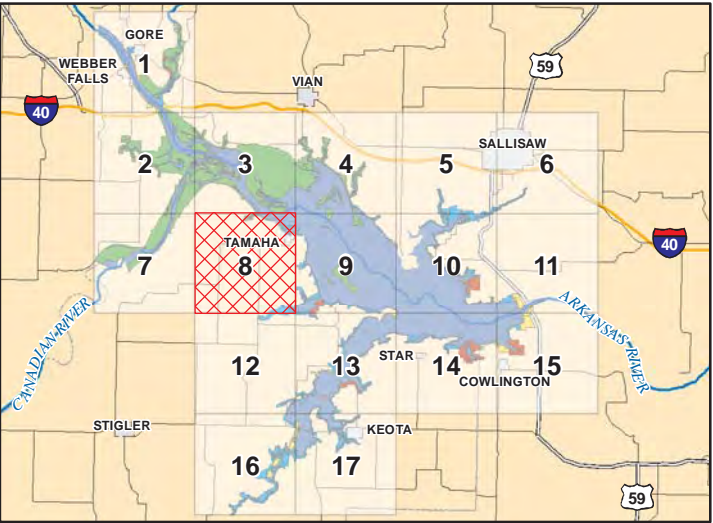 GORE
1
WEBBER
FALLS
59
VIAN
40
SALLISAW
2
3
4
5
6
TAMAHA
40
7
8
9
10
11
CANADIAN RIVER
ARKANSAS RIVER
12
13
STAR
14
15
COWLINGTON
STIGLER
KEOTA
16
17
59